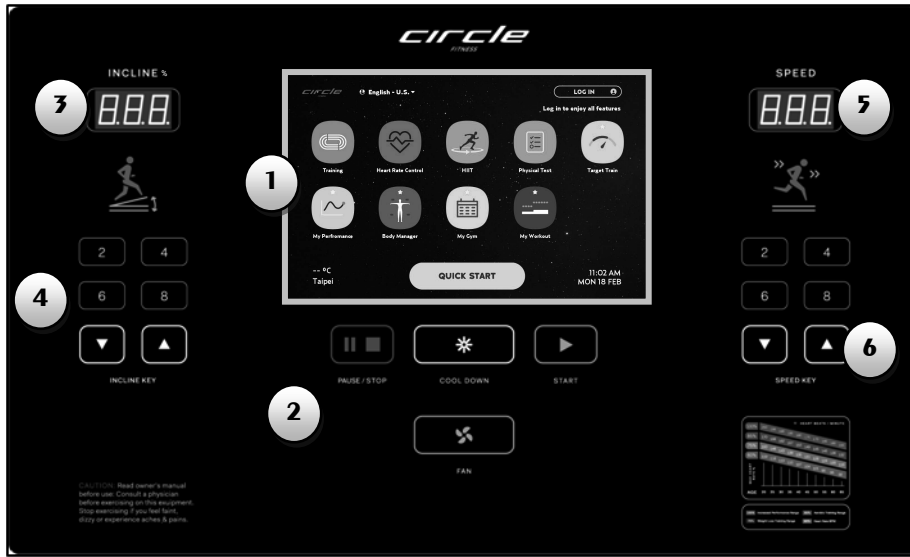 circle
FITNESS
INCLINE %
SPEED
3
8.8.8.
8.8.8.
5
circle
English - U.S.
LOG IN
Log in to enjoy all features
1
Training
Heart Rate Control
HIIT
Physical Test
Target Train
My Perfromance
Body Manager
My Gym
My Workout
-- °C
Taipei
QUICK START
11:02 AM
MON 18 FEB
2 4
6 8
4
INCLINE KEY
2 4
6 8
6
SPEED KEY
PAUSE / STOP
COOL DOWN
START
2
FAN
CAUTION: Read owner's manual
before use: Consult a physician
before exercising on this exuipment.
Stop exercising if you feel faint,
dizzy or experience aches & pains.
AGE